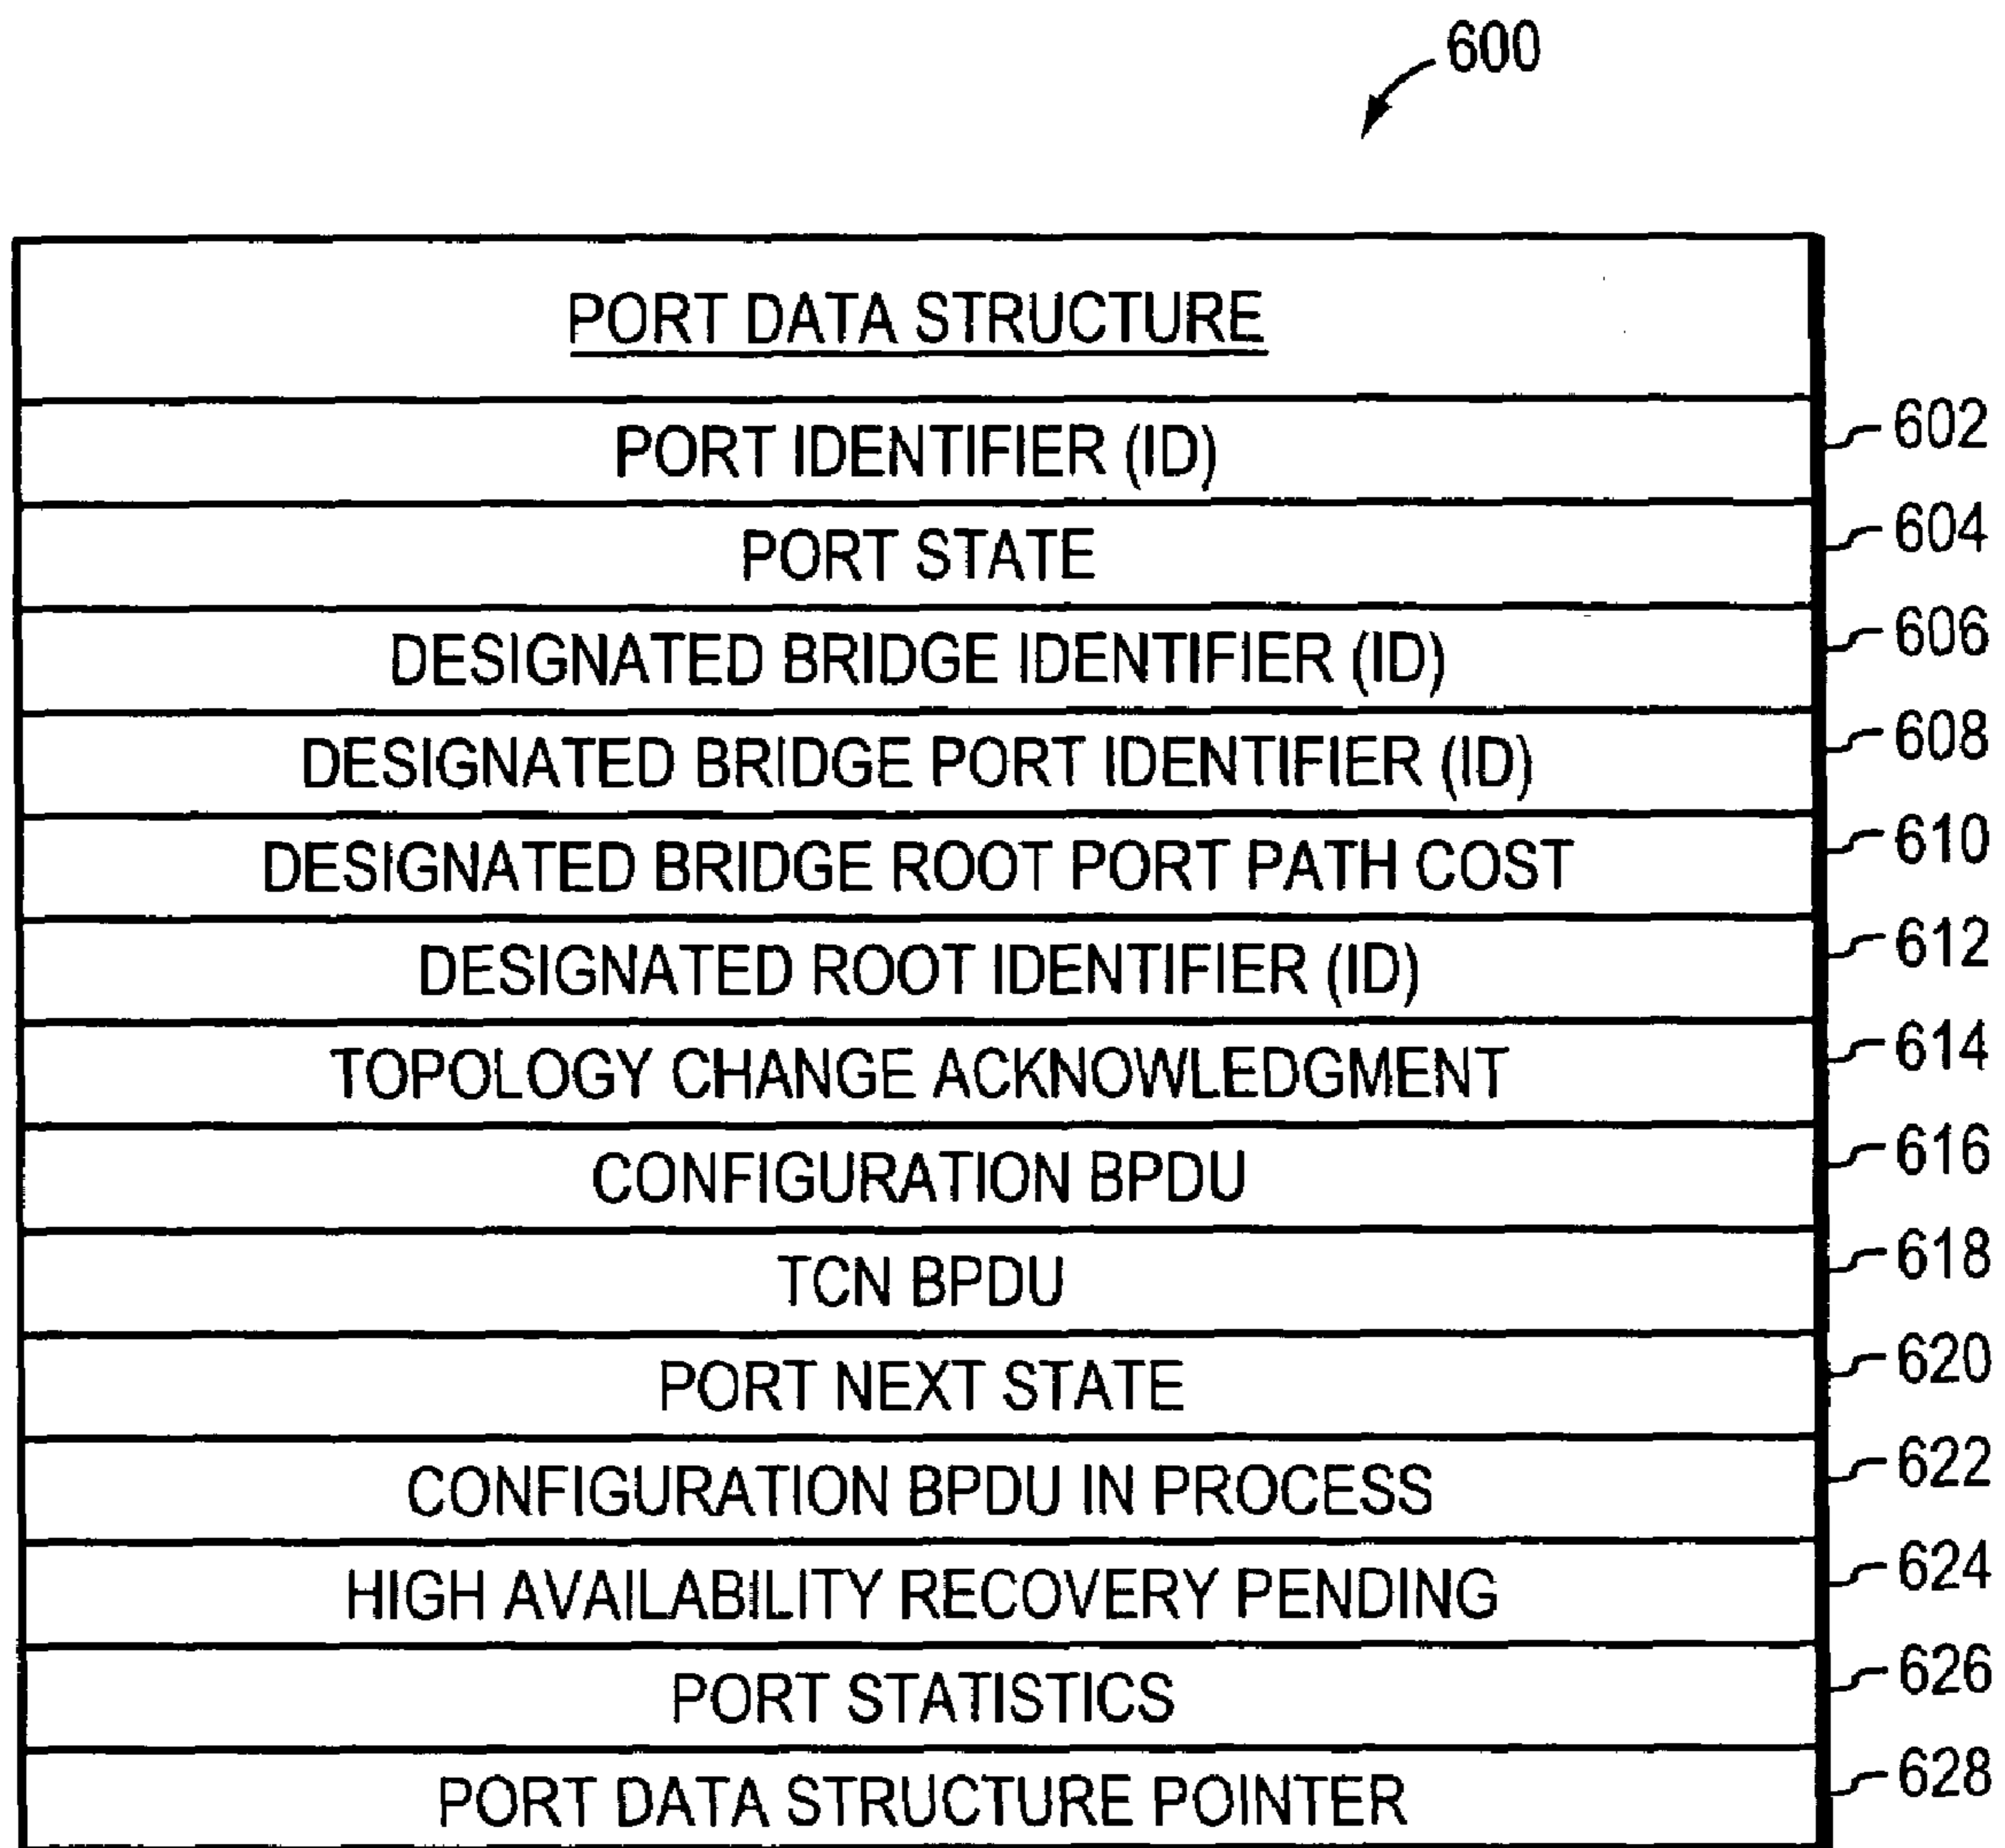 600
PORT DATA STRUCTURE
PORT IDENTIFIER (ID) 602
PORT STATE 604
DESIGNATED BRIDGE IDENTIFIER (ID) 606
DESIGNATED BRIDGE PORT IDENTIFIER (ID) 608
DESIGNATED BRIDGE ROOT PORT PATH COST 610
DESIGNATED ROOT IDENTIFIER (ID) 612
TOPOLOGY CHANGE ACKNOWLEDGMENT 614
CONFIGURATION BPDU 616
TCN BPDU 618
PORT NEXT STATE 620
CONFIGURATION BPDU IN PROCESS 622
HIGH AVAILABILITY RECOVERY PENDING 624
PORT STATISTICS 626
PORT DATA STRUCTURE POINTER 628